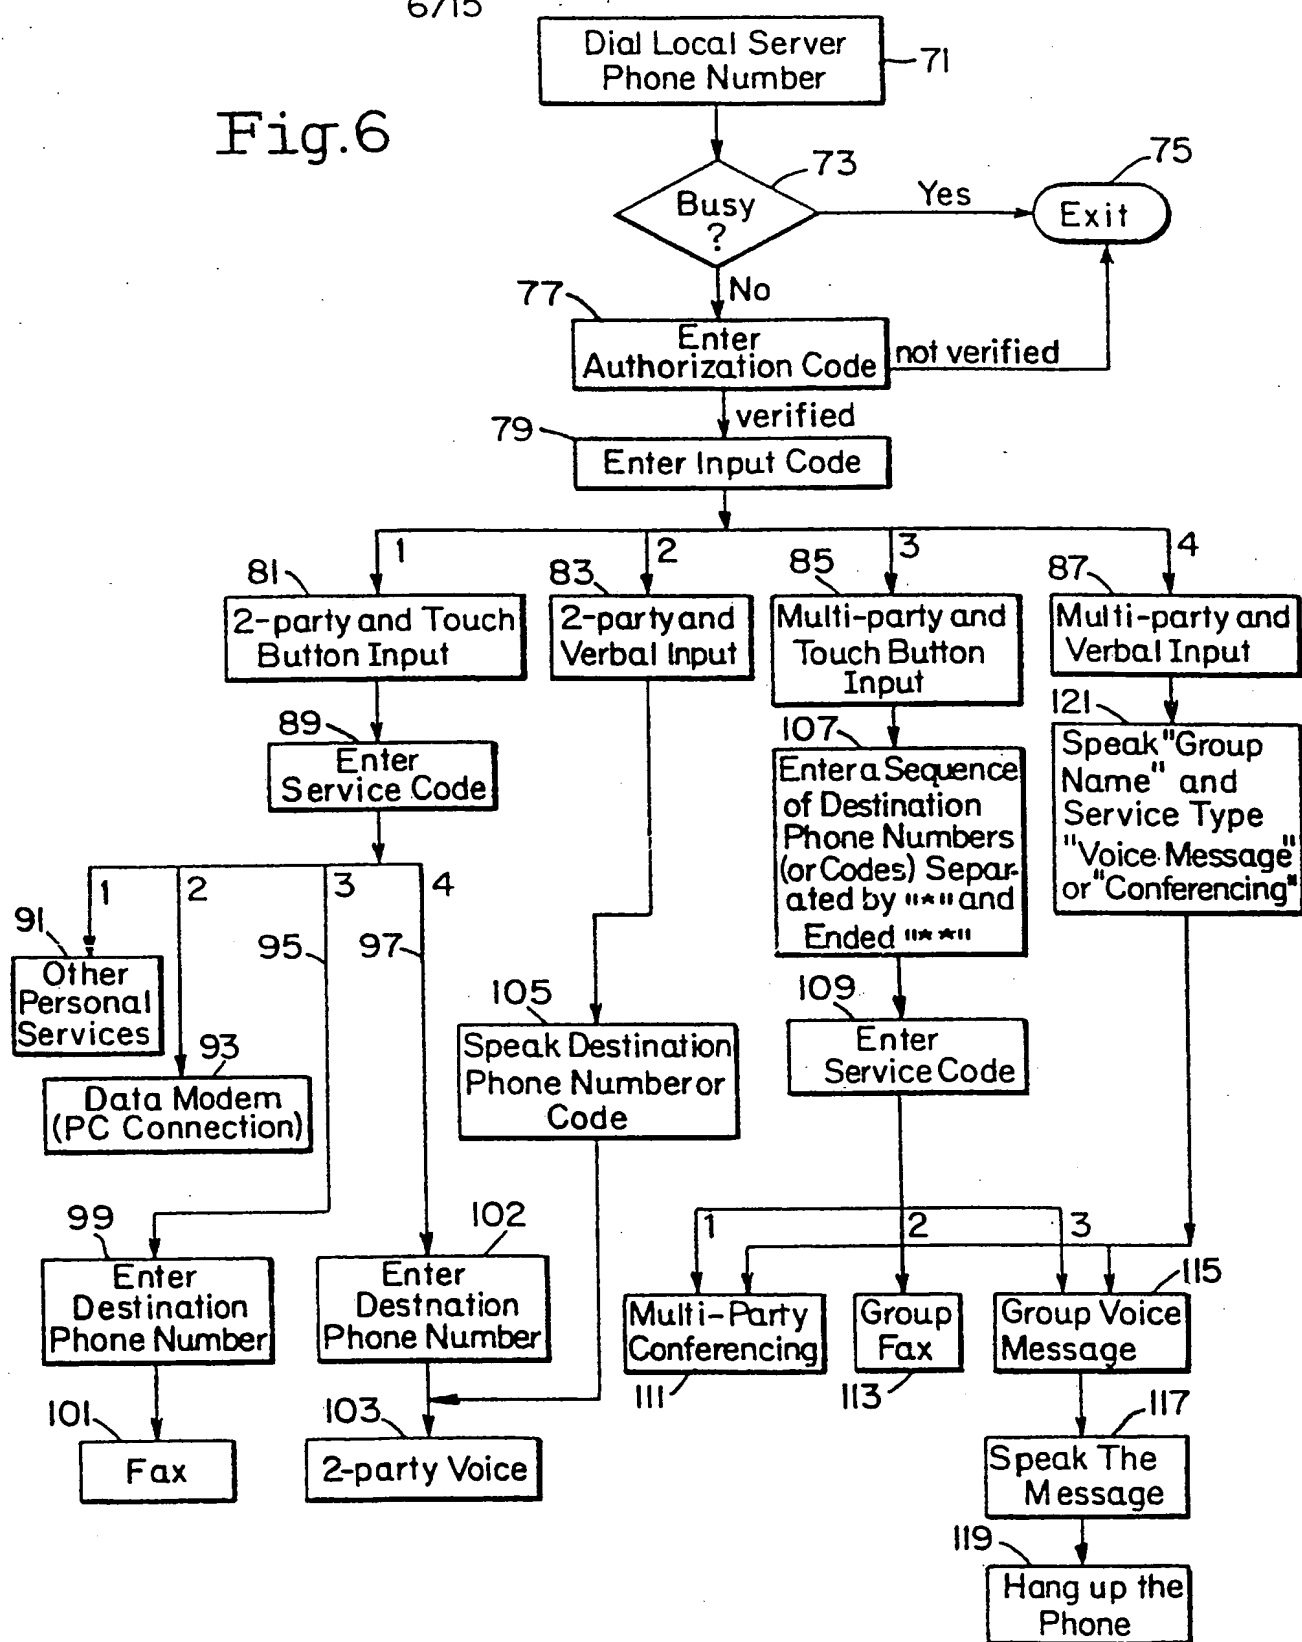 6/15
Fig.6
Dial Local Server
Phone Number
71
Busy
?
73
Yes
75
Exit
No
77
Enter
Authorization Code
not verified
verified
79
Enter Input Code
1
2
3
4
81
2-party and Touch
Button Input
83
2-party and
Verbal Input
85
Multi-party and
Touch Button
Input
87
Multi-party and
Verbal Input
89
Enter
Service Code
107
Enter a Sequence
of Destination
Phone Numbers
(or Codes) Separ-
ated by "*" and
Ended "**"
121
Speak "Group
Name" and
Service Type
"Voice Message"
or "Conferencing"
1
2
3
4
91
Other
Personal
Services
93
Data Modem
(PC Connection)
95
97
105
Speak Destination
Phone Number or
Code
109
Enter
Service Code
99
Enter
Destination
Phone Number
102
Enter
Destnation
Phone Number
1
2
3
Multi-Party
Conferencing
111
Group
Fax
113
115
Group Voice
Message
101
Fax
103
2-party Voice
117
Speak The
Message
119
Hang up the
Phone